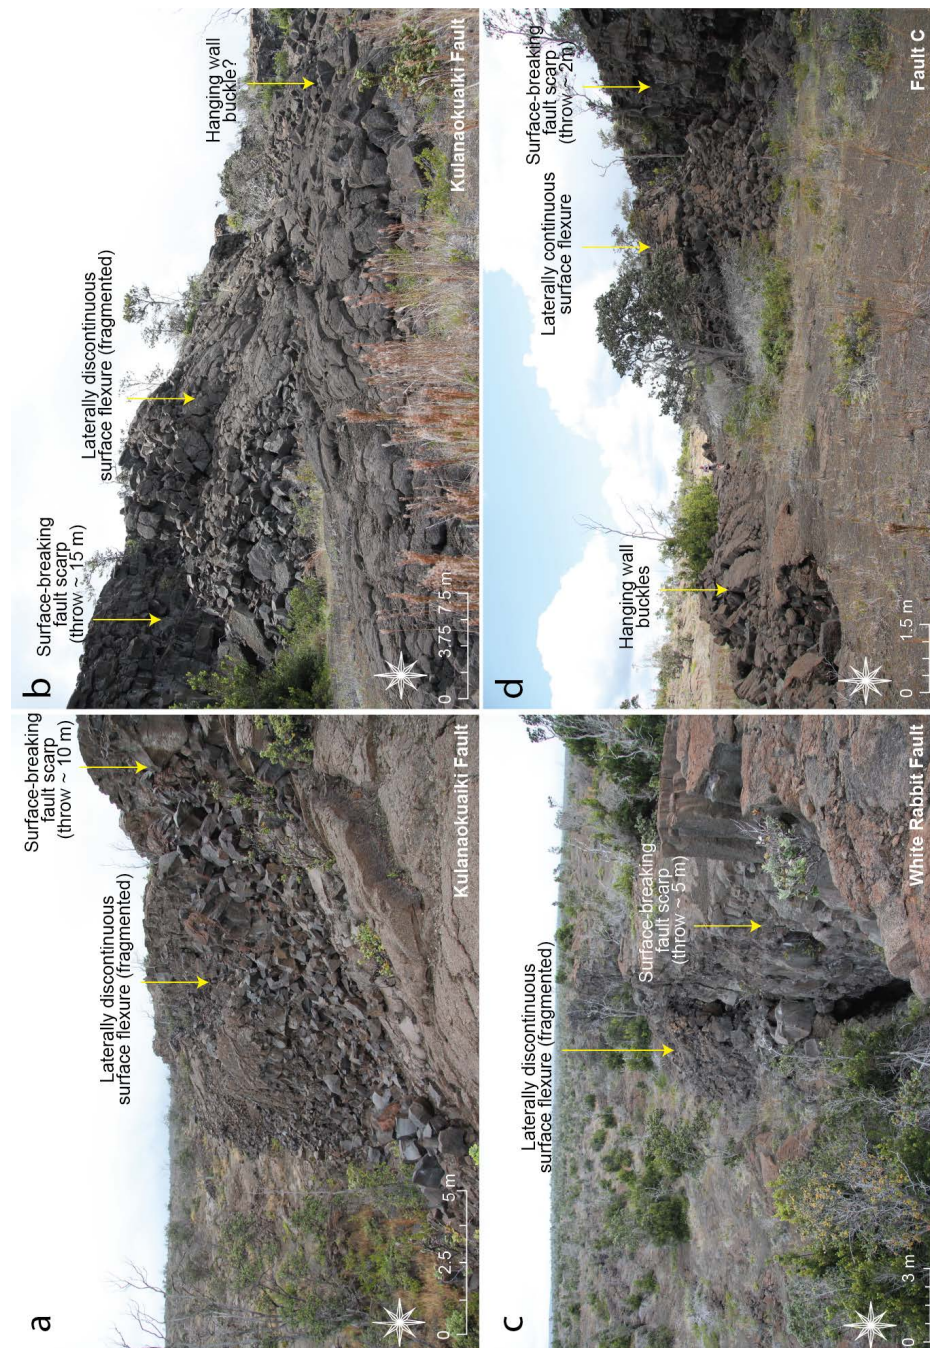 a
Laterally discontinuous
surface flexure (fragmented)
Surface-breaking
fault scarp
(throw ~ 10 m)
0 2.5 5 m
Kulanaokuaiki Fault
b
Surface-breaking
fault scarp
(throw ~ 15 m)
Laterally discontinuous
surface flexure (fragmented)
Hanging wall
buckle?
0 3.75 7.5 m
Kulanaokuaiki Fault
c
Laterally discontinuous
surface flexure (fragmented)
Surface-breaking
fault scarp
(throw ~ 5 m)
0 3 m
White Rabbit Fault
d
Hanging wall
buckles
Laterally continuous
surface flexure
Surface-breaking
fault scarp
(throw ~ 2m)
0 1.5 m
Fault C